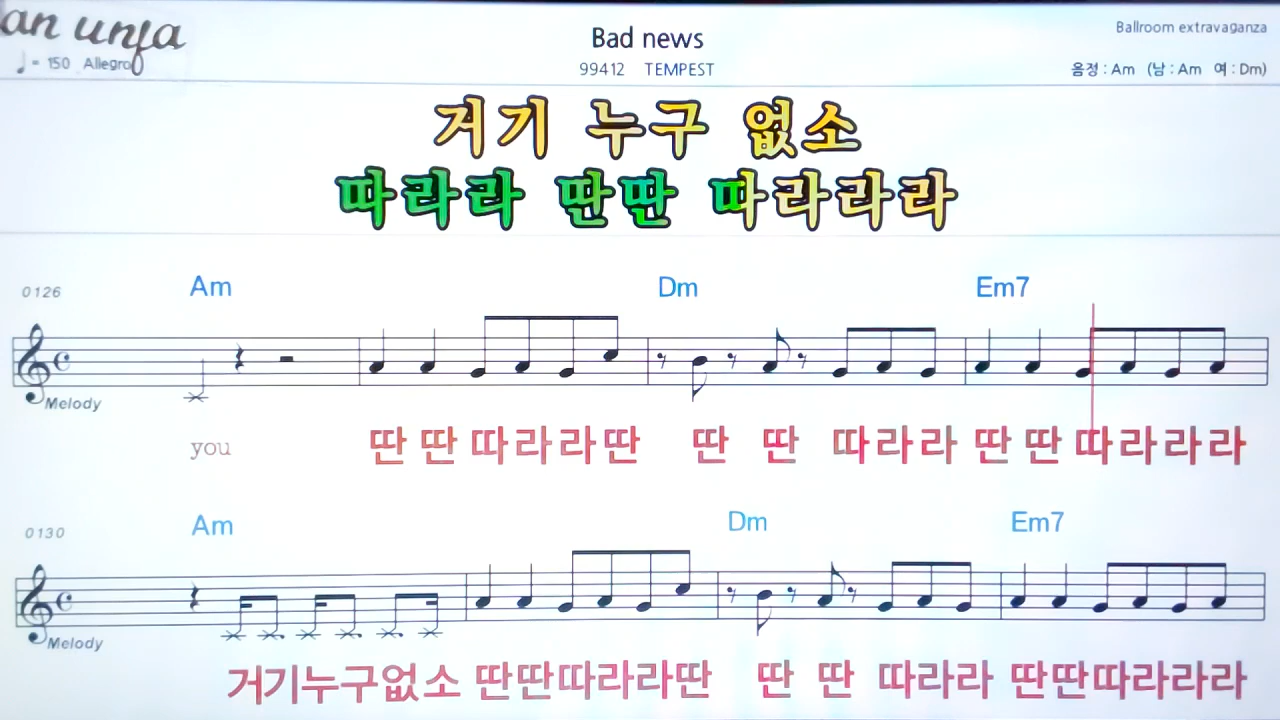 Bad news
Ballroom extravaganza
♩= 150 Allegro
99412 TEMPEST
음정 : Am (남 : Am 여 : Dm)
거기 누구 없소
따라라 딴딴 따라라라
0126 Am Dm Em7
Melody
you 딴 딴 따라라딴 딴 딴 따라라 딴 딴 따라라라
0130 Am Dm Em7
Melody
거기누구없소 딴딴따라라딴 딴 딴 따라라 딴딴따라라라